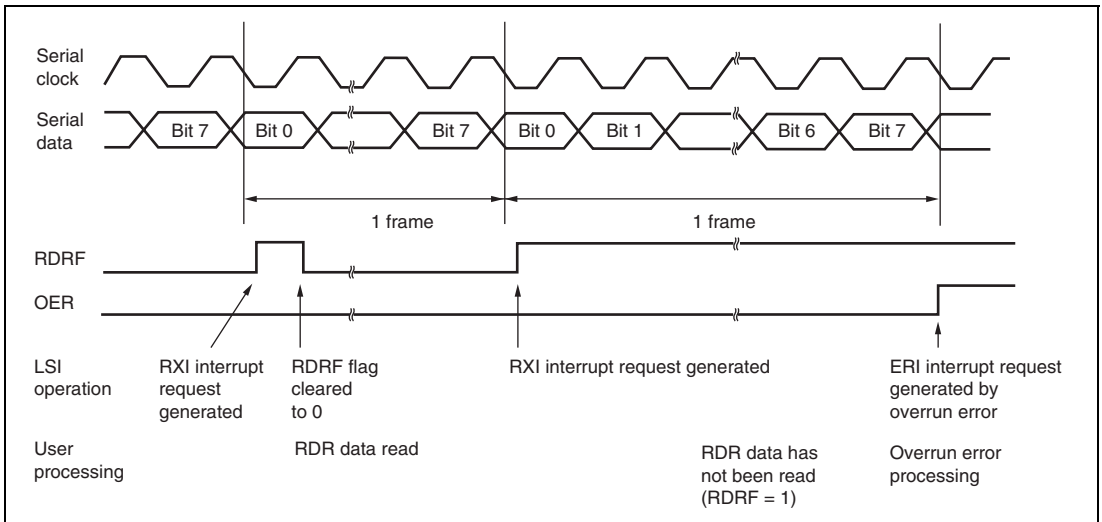 Serial
clock
Serial
data
Bit 7
Bit 0
Bit 7
Bit 0
Bit 1
Bit 6
Bit 7
1 frame
1 frame
RDRF
OER
LSI
operation
RXI interrupt
request
generated
RDRF flag
cleared
to 0
RXI interrupt request generated
ERI interrupt request
generated by
overrun error
User
processing
RDR data read
RDR data has
not been read
(RDRF = 1)
Overrun error
processing